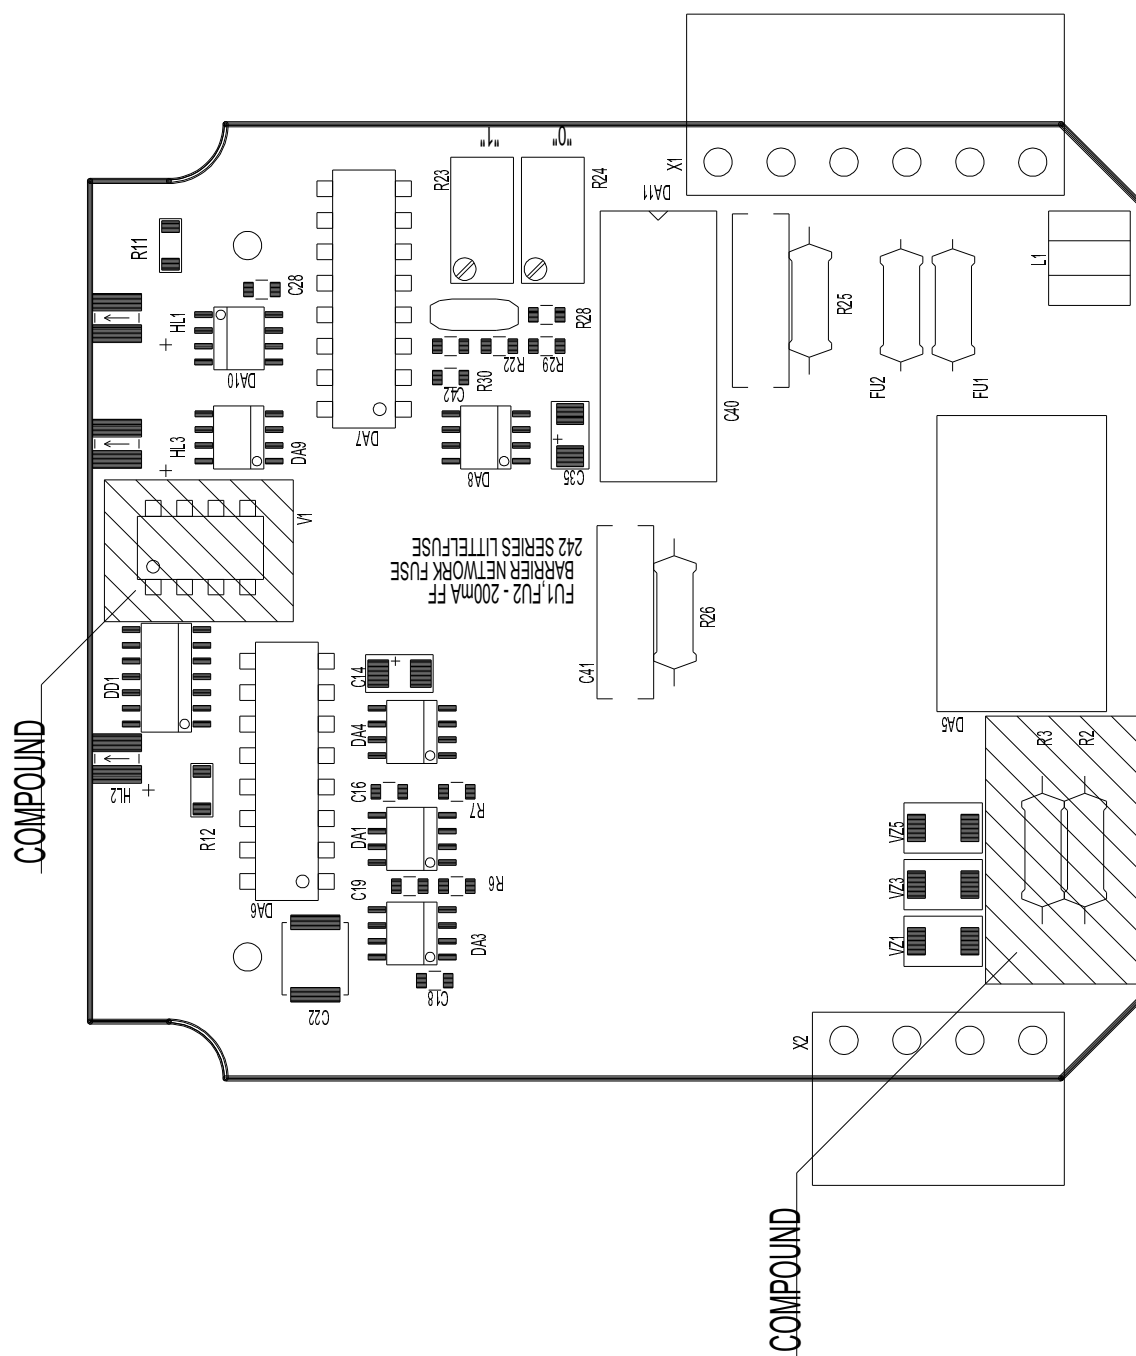 "1"
"0"
X1
R23
R24
DA11
R11
C28
L1
HL1
R28
R25
DA10
R22
R29
R30
C42
FU2
FU1
C40
HL3
DA9
DA7
DA8
C35
V1
FU1,FU2 - 200mA FF
BARRIER NETWORK FUSE
242 SERIES LITTELFUSE
R26
C41
C14
DD1
DA5
DA4
R3
R2
COMPOUND
HL2
C16
R7
R12
DA1
VZ5
C19
R6
VZ3
DA6
DA3
VZ1
C18
C22
X2
COMPOUND